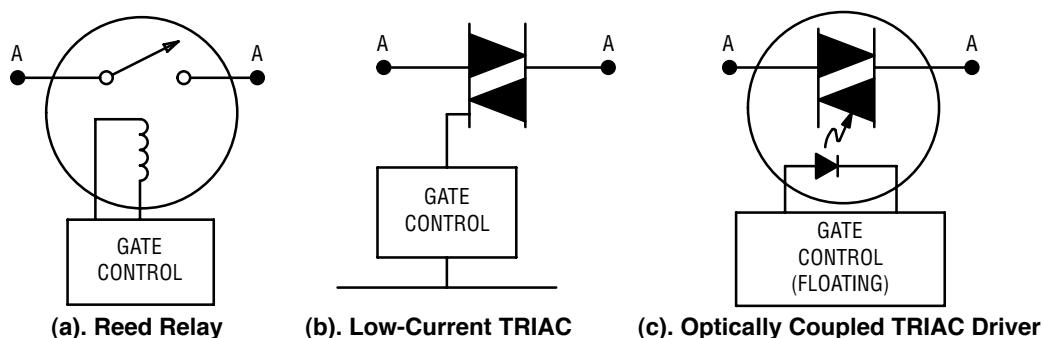 A A
GATE
CONTROL
(a). Reed Relay
A A
GATE
CONTROL
(b). Low-Current TRIAC
A A
GATE
CONTROL
(FLOATING)
(c). Optically Coupled TRIAC Driver